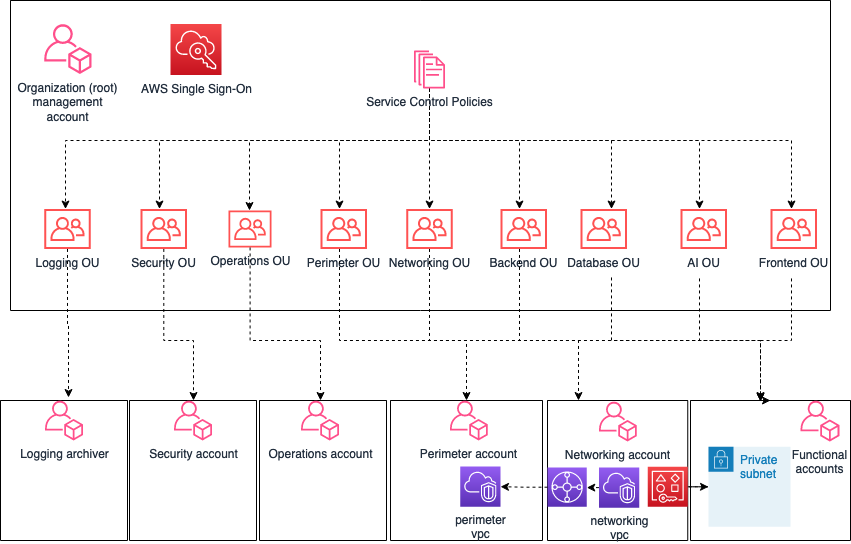 Organization (root)
management
account
AWS Single Sign-On
Service Control Policies
Logging OU
Security OU
Operations OU
Perimeter OU
Networking OU
Backend OU
Database OU
AI OU
Frontend OU
Logging archiver
Security account
Operations account
Perimeter account
Networking account
Functional
accounts
Private
subnet
perimeter
vpc
networking
vpc